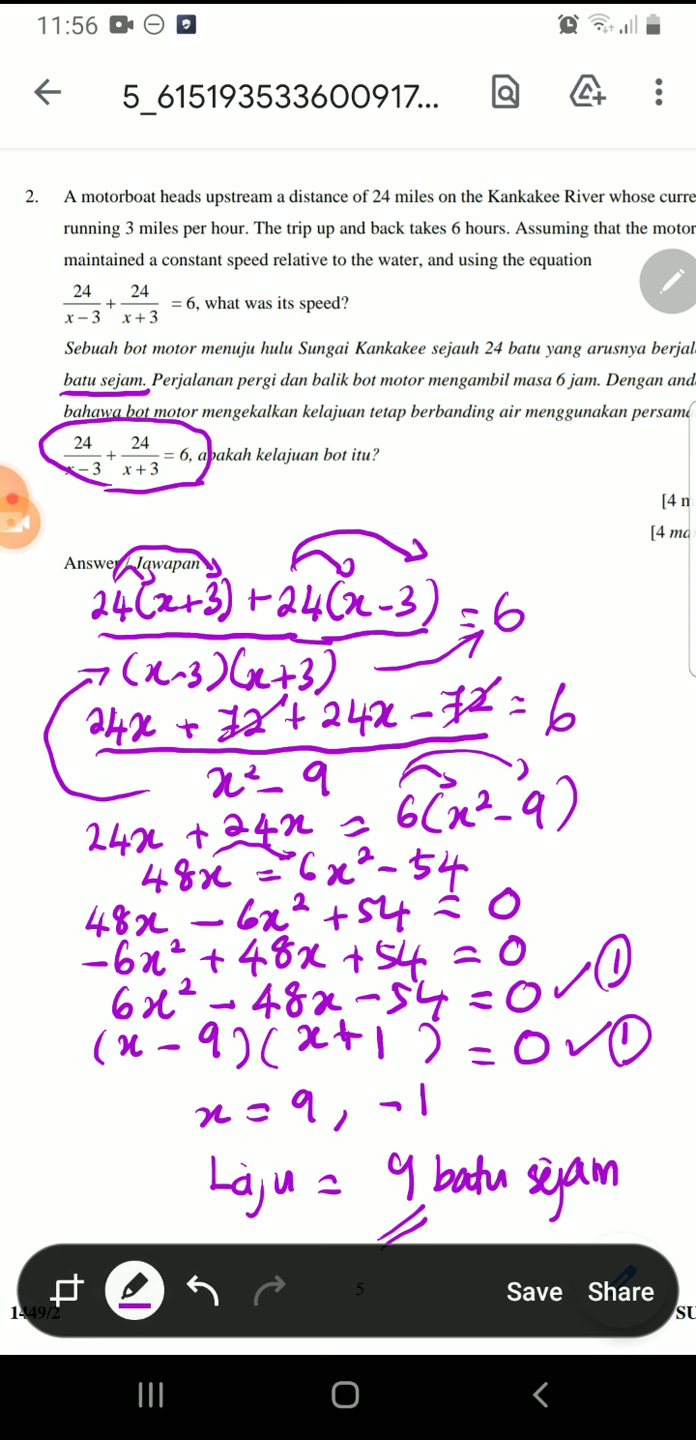 11:56
5_615193533600917...
2. A motorboat heads upstream a distance of 24 miles on the Kankakee River whose curre
running 3 miles per hour. The trip up and back takes 6 hours. Assuming that the motor
maintained a constant speed relative to the water, and using the equation
24/(x − 3) + 24/(x + 3) = 6, what was its speed?
Sebuah bot motor menuju hulu Sungai Kankakee sejauh 24 batu yang arusnya berjal
batu sejam. Perjalanan pergi dan balik bot motor mengambil masa 6 jam. Dengan and
bahawa bot motor mengekalkan kelajuan tetap berbanding air menggunakan persama
24/(x − 3) + 24/(x + 3) = 6, apakah kelajuan bot itu?
[4 m
[4 ma
Answer / Jawapan
24(x+3) + 24(x-3) = 6
(x-3)(x+3)
24x + 72 + 24x - 72 = 6
x² - 9
24x + 24x = 6(x² - 9)
48x = 6x² - 54
48x - 6x² + 54 = 0
-6x² + 48x + 54 = 0
6x² - 48x - 54 = 0 ✓ ①
(x - 9)(x + 1) = 0 ✓ ①
x = 9, -1
Laju = 9 batu sejam
5
Save Share
1449/2
SU